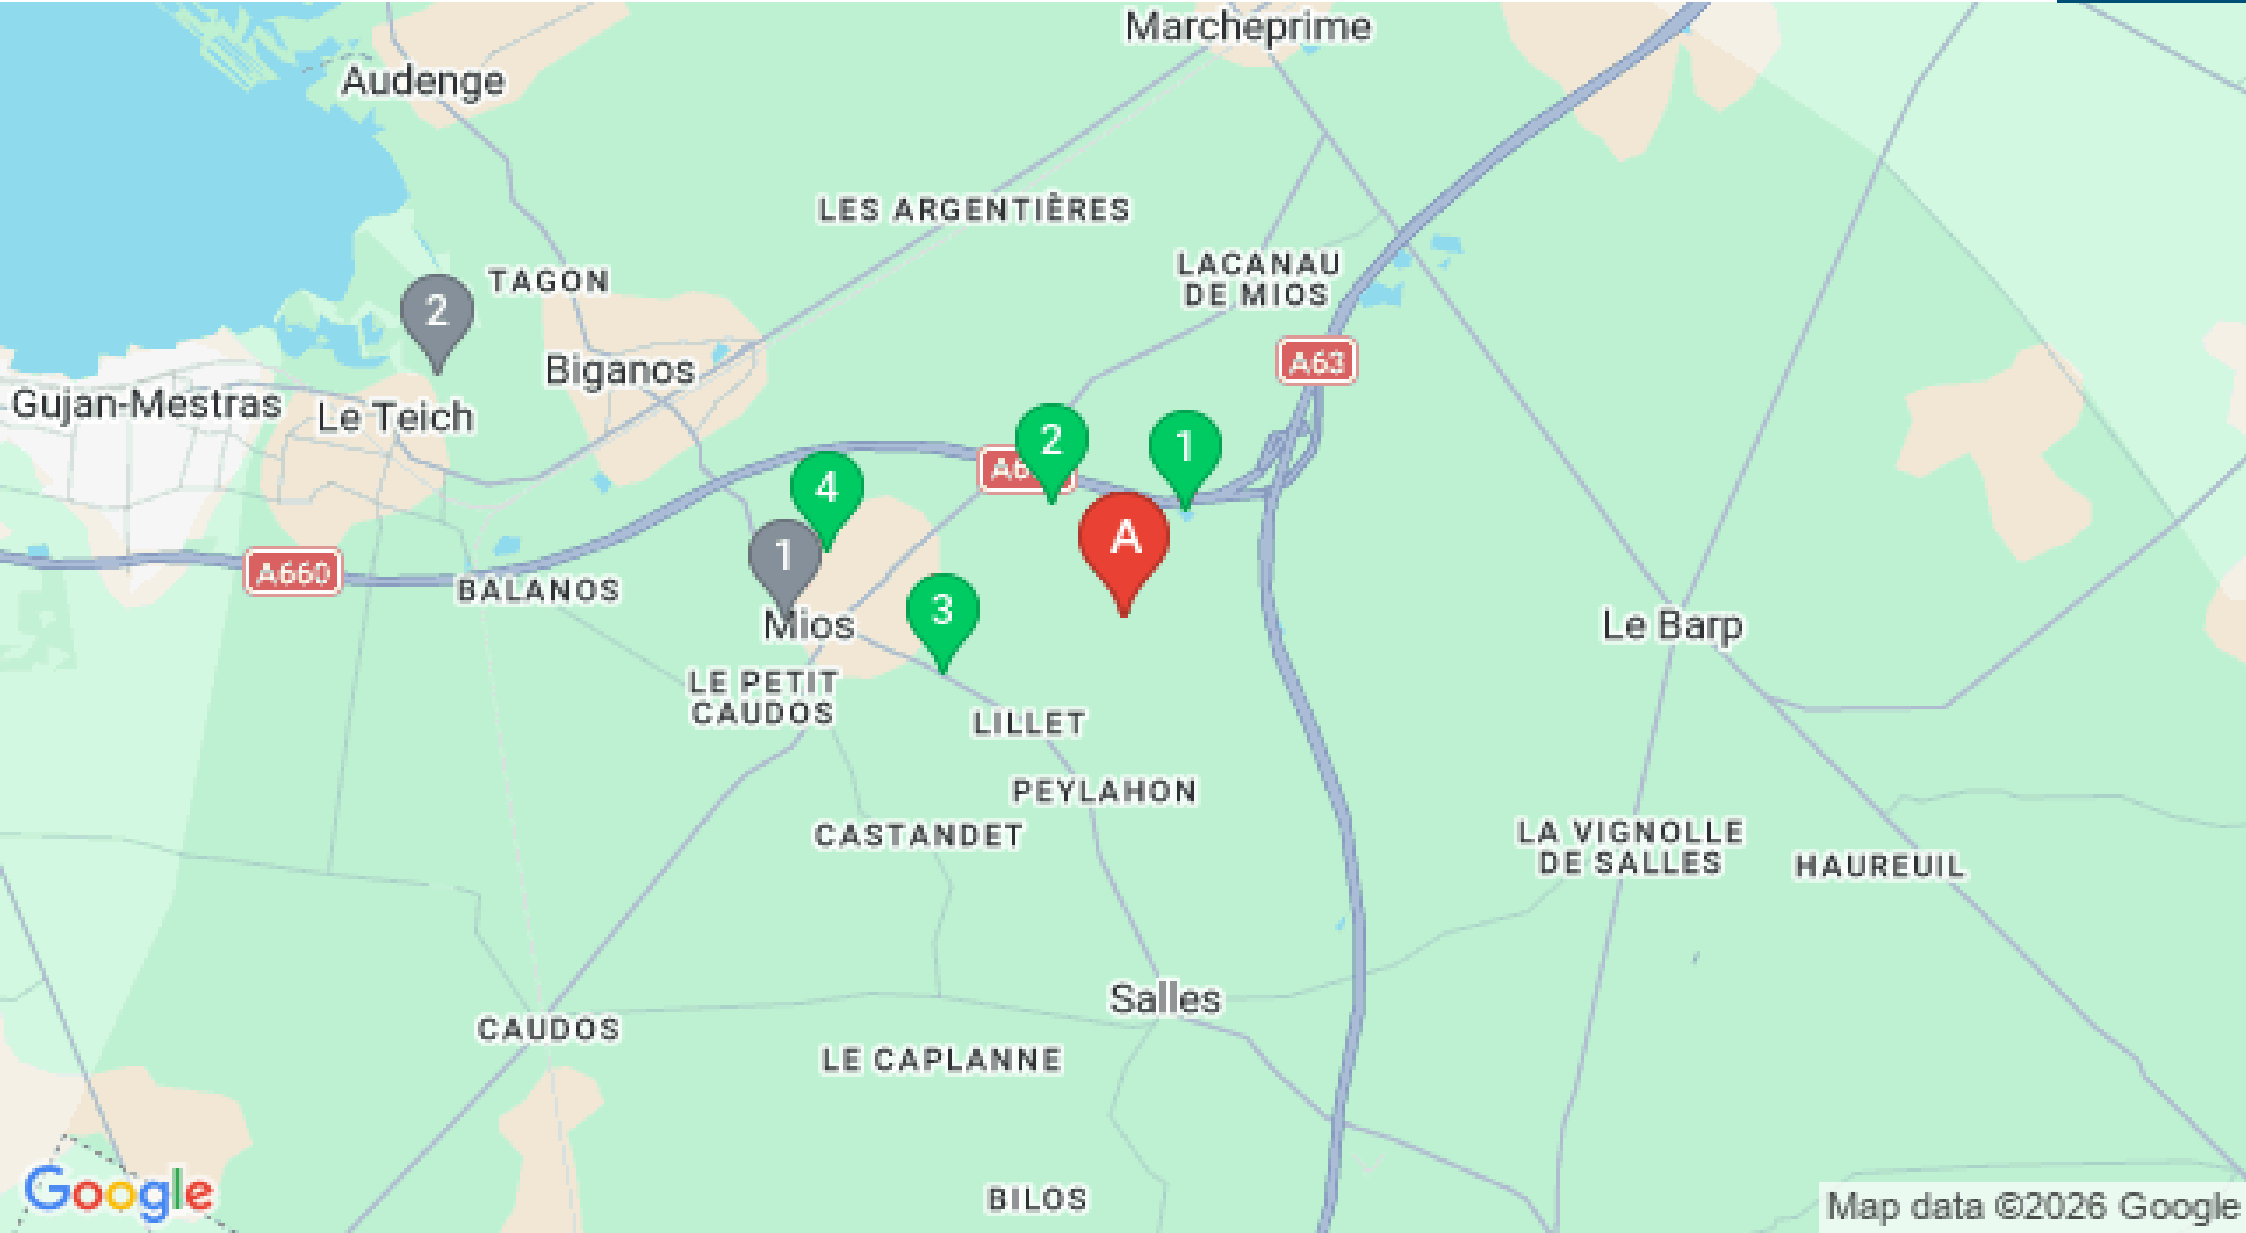 Marcheprime
Audenge
LES ARGENTIÈRES
LACANAU
DE MIOS
TAGON
2
Biganos
A63
Gujan-Mestras
Le Teich
2
1
A6
4
A
1
A660
BALANOS
3
Mios
Le Barp
LE PETIT
CAUDOS
LILLET
PEYLAHON
CASTANDET
LA VIGNOLLE
DE SALLES
HAUREUIL
Salles
CAUDOS
LE CAPLANNE
BILOS
Google
Map data ©2026 Google